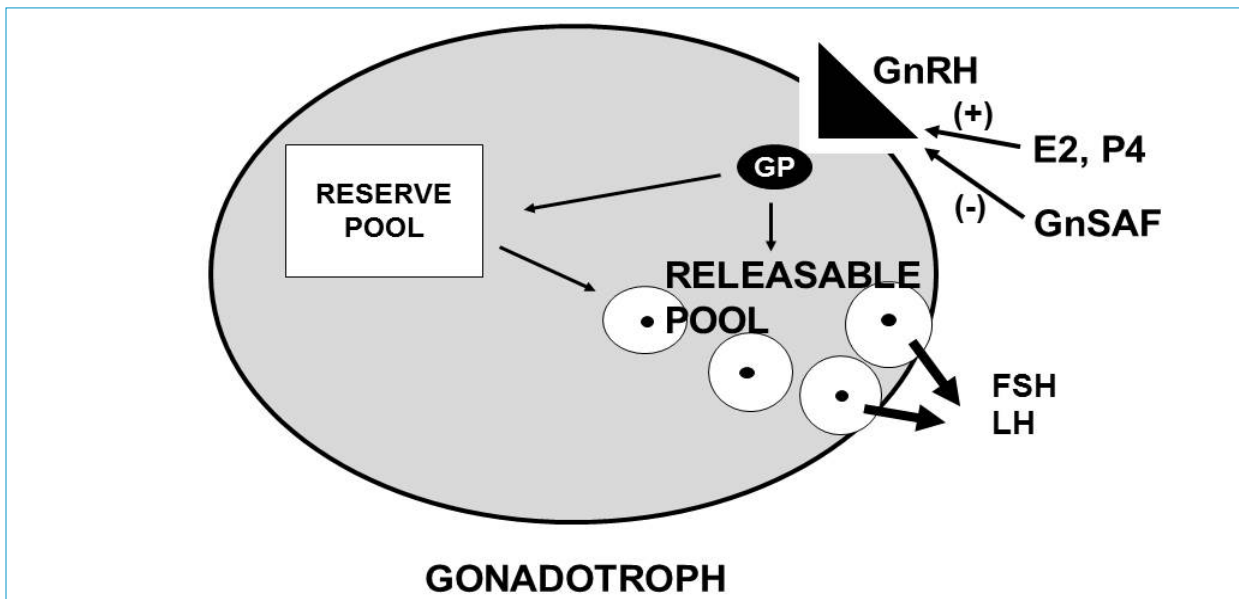 GnRH
(+)
E2, P4
GP
RESERVE
POOL
(-)
GnSAF
RELEASABLE
POOL
FSH
LH
GONADOTROPH